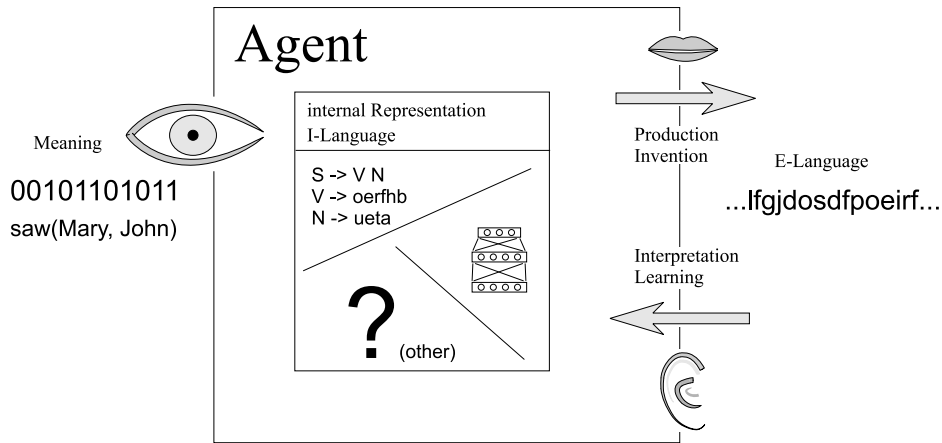 Agent
internal Representation
I-Language
Meaning
00101101011
saw(Mary, John)
S -> V N
V -> oerfhb
N -> ueta
? (other)
Production
Invention
E-Language
...lfgjdosdfpoeirf...
Interpretation
Learning